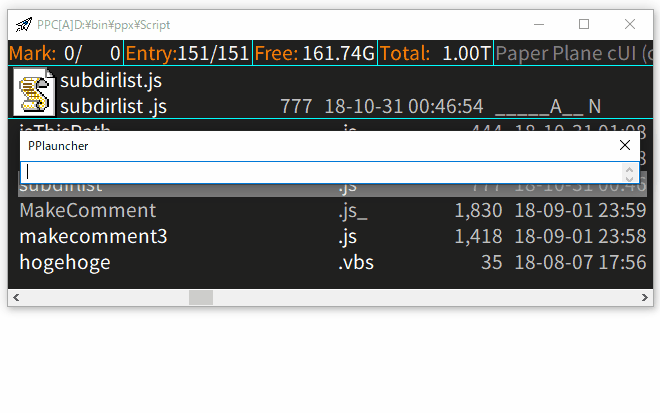 PPC[A]D:¥bin¥ppx¥Script
Mark: 0/ 0 Entry:151/151 Free: 161.74G Total: 1.00T Paper Plane cUI (c
subdirlist.js
subdirlist .js 777 18-10-31 00:46:54 _____A__ N
jsThisPath .js 444 18-10-31 01:08
PPlauncher
subdirlist .js 777 18-10-31 00:46
MakeComment .js_ 1,830 18-09-01 23:59
makecomment3 .js 1,418 18-09-01 23:58
hogehoge .vbs 35 18-08-07 17:56